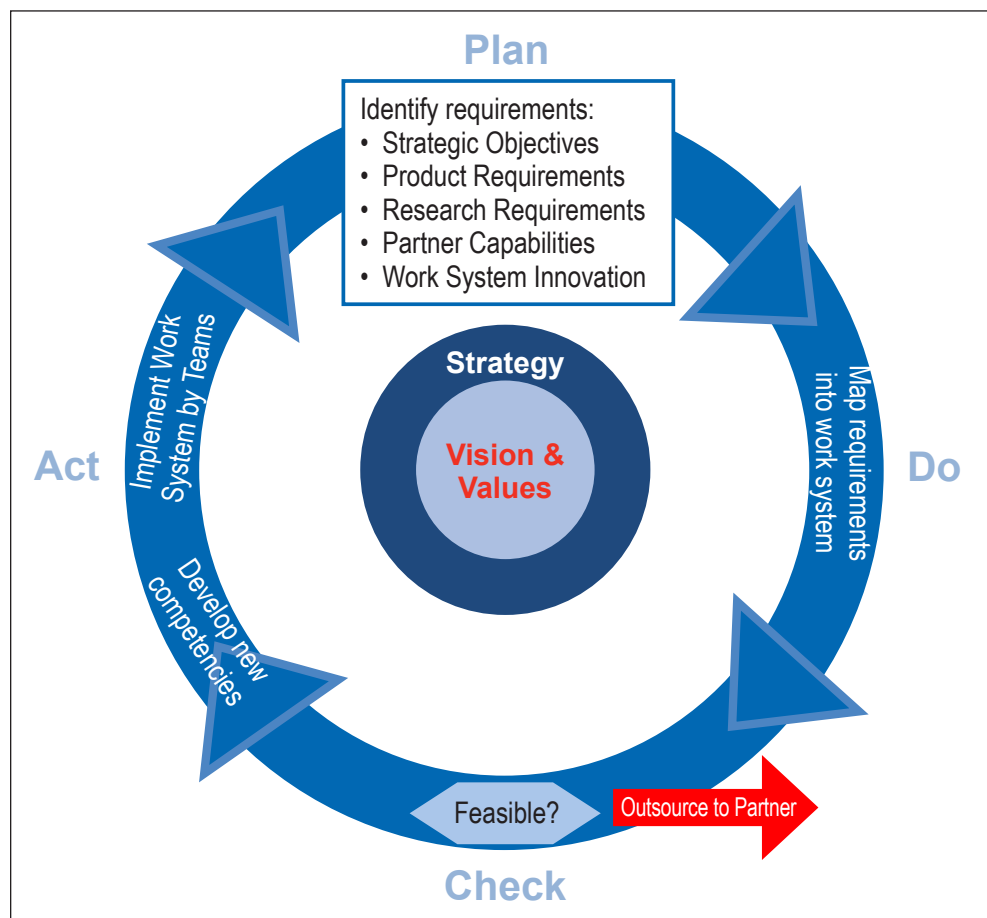 Plan
Identify requirements:
• Strategic Objectives
• Product Requirements
• Research Requirements
• Partner Capabilities
• Work System Innovation
Strategy
Vision &
Values
Map requirements
into work system
Do
Feasible?
Outsource to Partner
Check
Develop new
competencies
Act
Implement Work
System by Teams